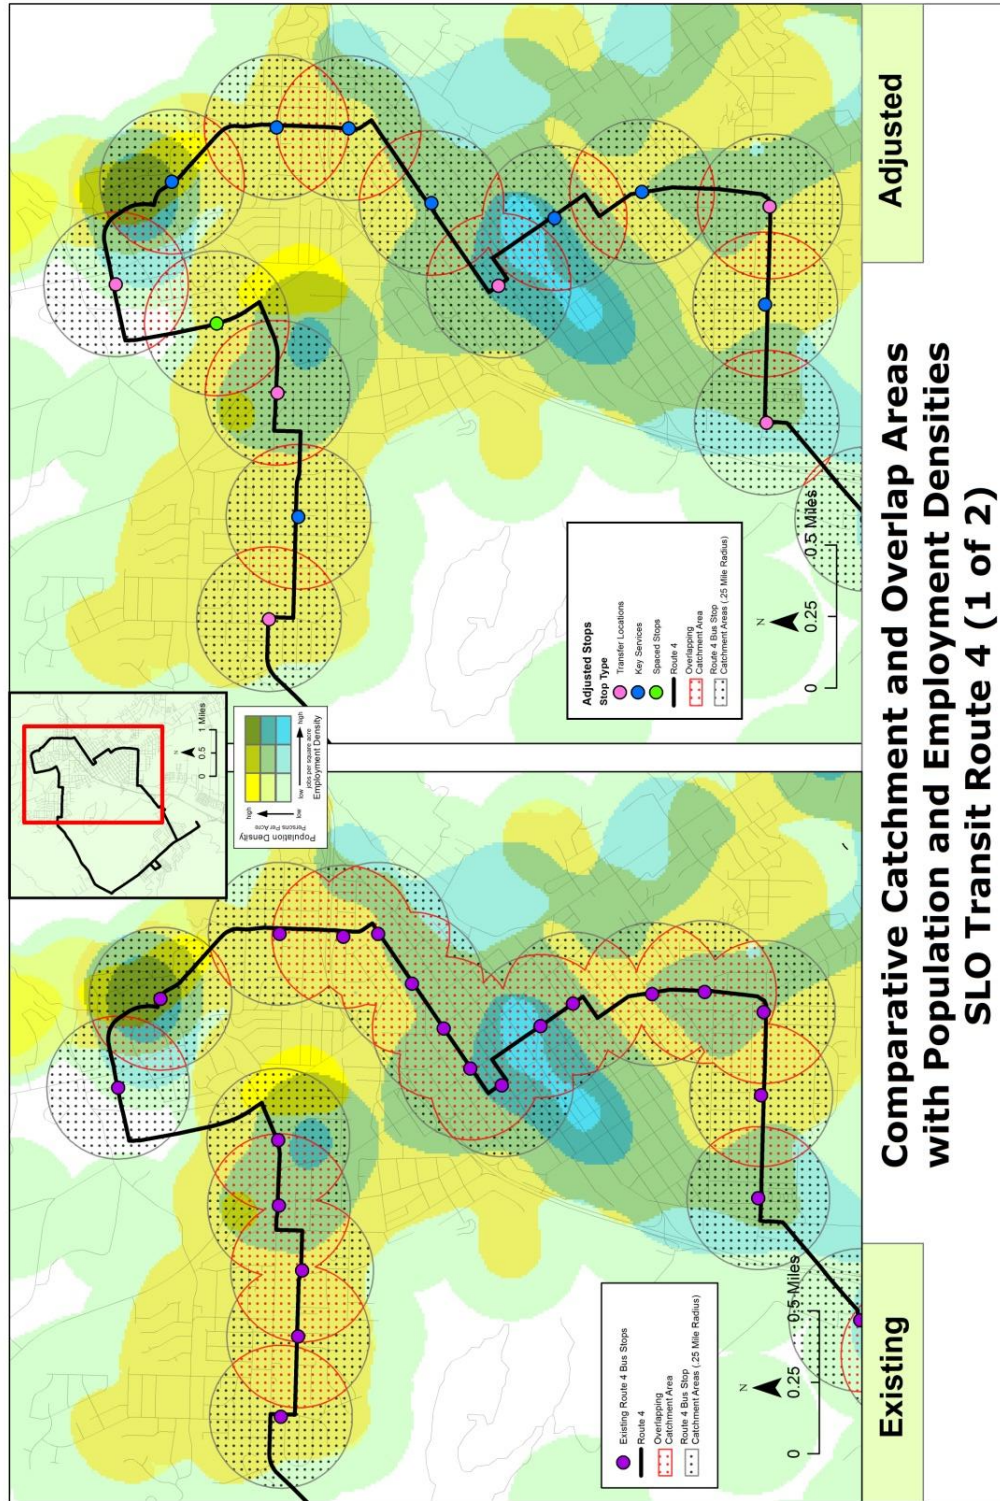 Adjusted
Existing
Comparative Catchment and Overlap Areas
with Population and Employment Densities
SLO Transit Route 4 (1 of 2)
Adjusted Stops
Stop Type
Transfer Locations
Key Services
Spaced Stops
Route 4
Overlapping
Catchment Area
Route 4 Bus Stop
Catchment Areas (.25 Mile Radius)
N
0 0.25 0.5 Miles
N
0 0.5 1 Miles
Population Density
Persons Per Acre
high
low
low high
jobs per square acre
Employment Density
Existing Route 4 Bus Stops
Route 4
Overlapping
Catchment Area
Route 4 Bus Stop
Catchment Areas (.25 Mile Radius)
N
0 0.25 0.5 Miles